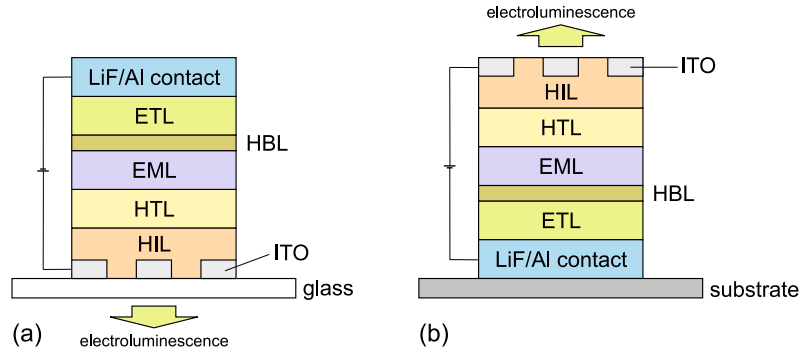 LiF/Al contact
ETL
HBL
EML
HTL
HIL
ITO
glass
electroluminescence
(a)
electroluminescence
ITO
HIL
HTL
EML
HBL
ETL
LiF/Al contact
substrate
(b)